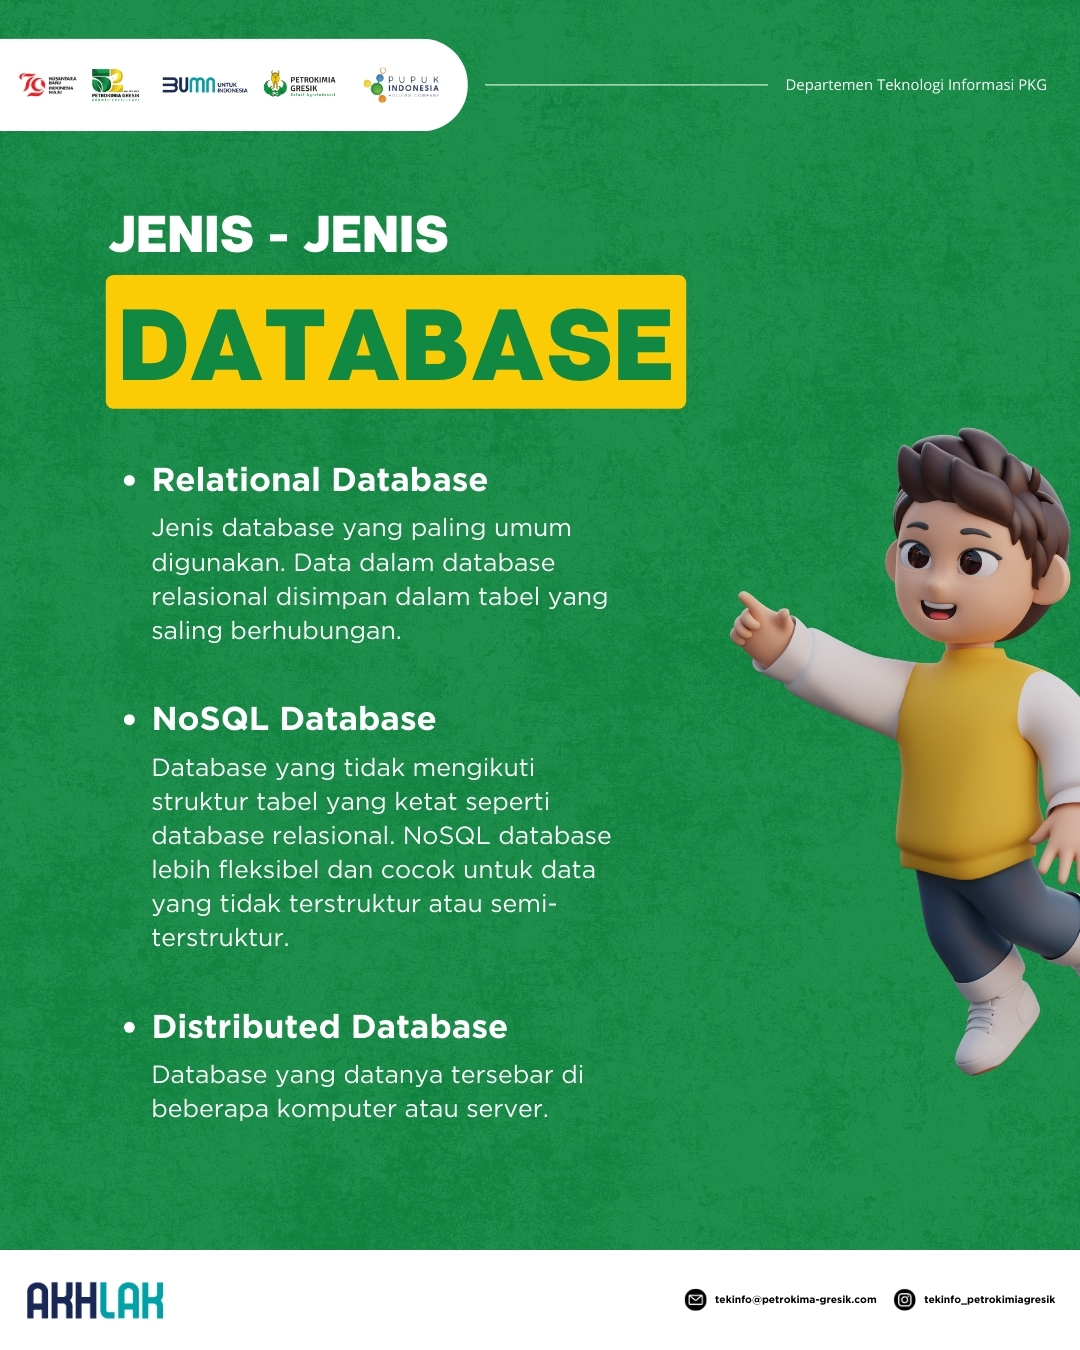 79 NUSANTARA BARU INDONESIA MAJU
52 PETROKIMIA GRESIK
BUMN UNTUK INDONESIA
PETROKIMIA GRESIK
PUPUK INDONESIA
HOLDING COMPANY
Departemen Teknologi Informasi PKG
JENIS - JENIS
DATABASE
• Relational Database
Jenis database yang paling umum
digunakan. Data dalam database
relasional disimpan dalam tabel yang
saling berhubungan.
• NoSQL Database
Database yang tidak mengikuti
struktur tabel yang ketat seperti
database relasional. NoSQL database
lebih fleksibel dan cocok untuk data
yang tidak terstruktur atau semi-
terstruktur.
• Distributed Database
Database yang datanya tersebar di
beberapa komputer atau server.
AKHLAK
tekinfo@petrokima-gresik.com
tekinfo_petrokimiagresik